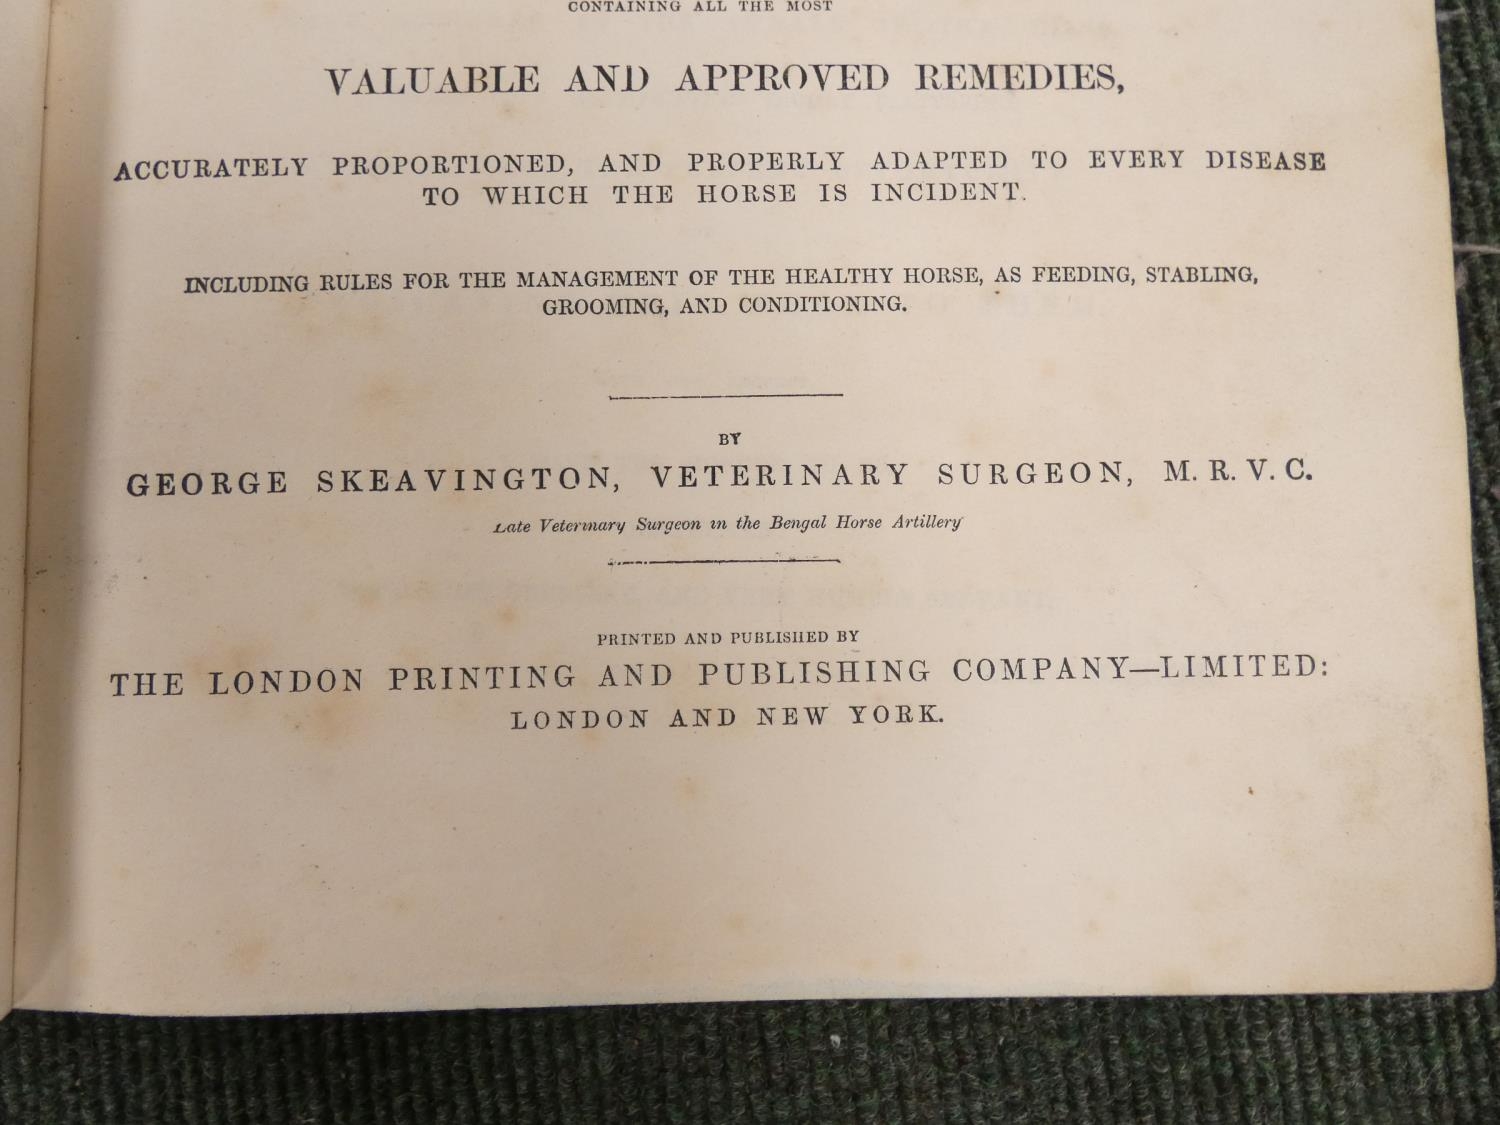 CONTAINING ALL THE MOST
VALUABLE AND APPROVED REMEDIES,
ACCURATELY PROPORTIONED, AND PROPERLY ADAPTED TO EVERY DISEASE
TO WHICH THE HORSE IS INCIDENT.
INCLUDING RULES FOR THE MANAGEMENT OF THE HEALTHY HORSE, AS FEEDING, STABLING,
GROOMING, AND CONDITIONING.
BY
GEORGE SKEAVINGTON, VETERINARY SURGEON, M. R. V. C.
Late Veterinary Surgeon in the Bengal Horse Artillery
PRINTED AND PUBLISHED BY
THE LONDON PRINTING AND PUBLISHING COMPANY—LIMITED:
LONDON AND NEW YORK.